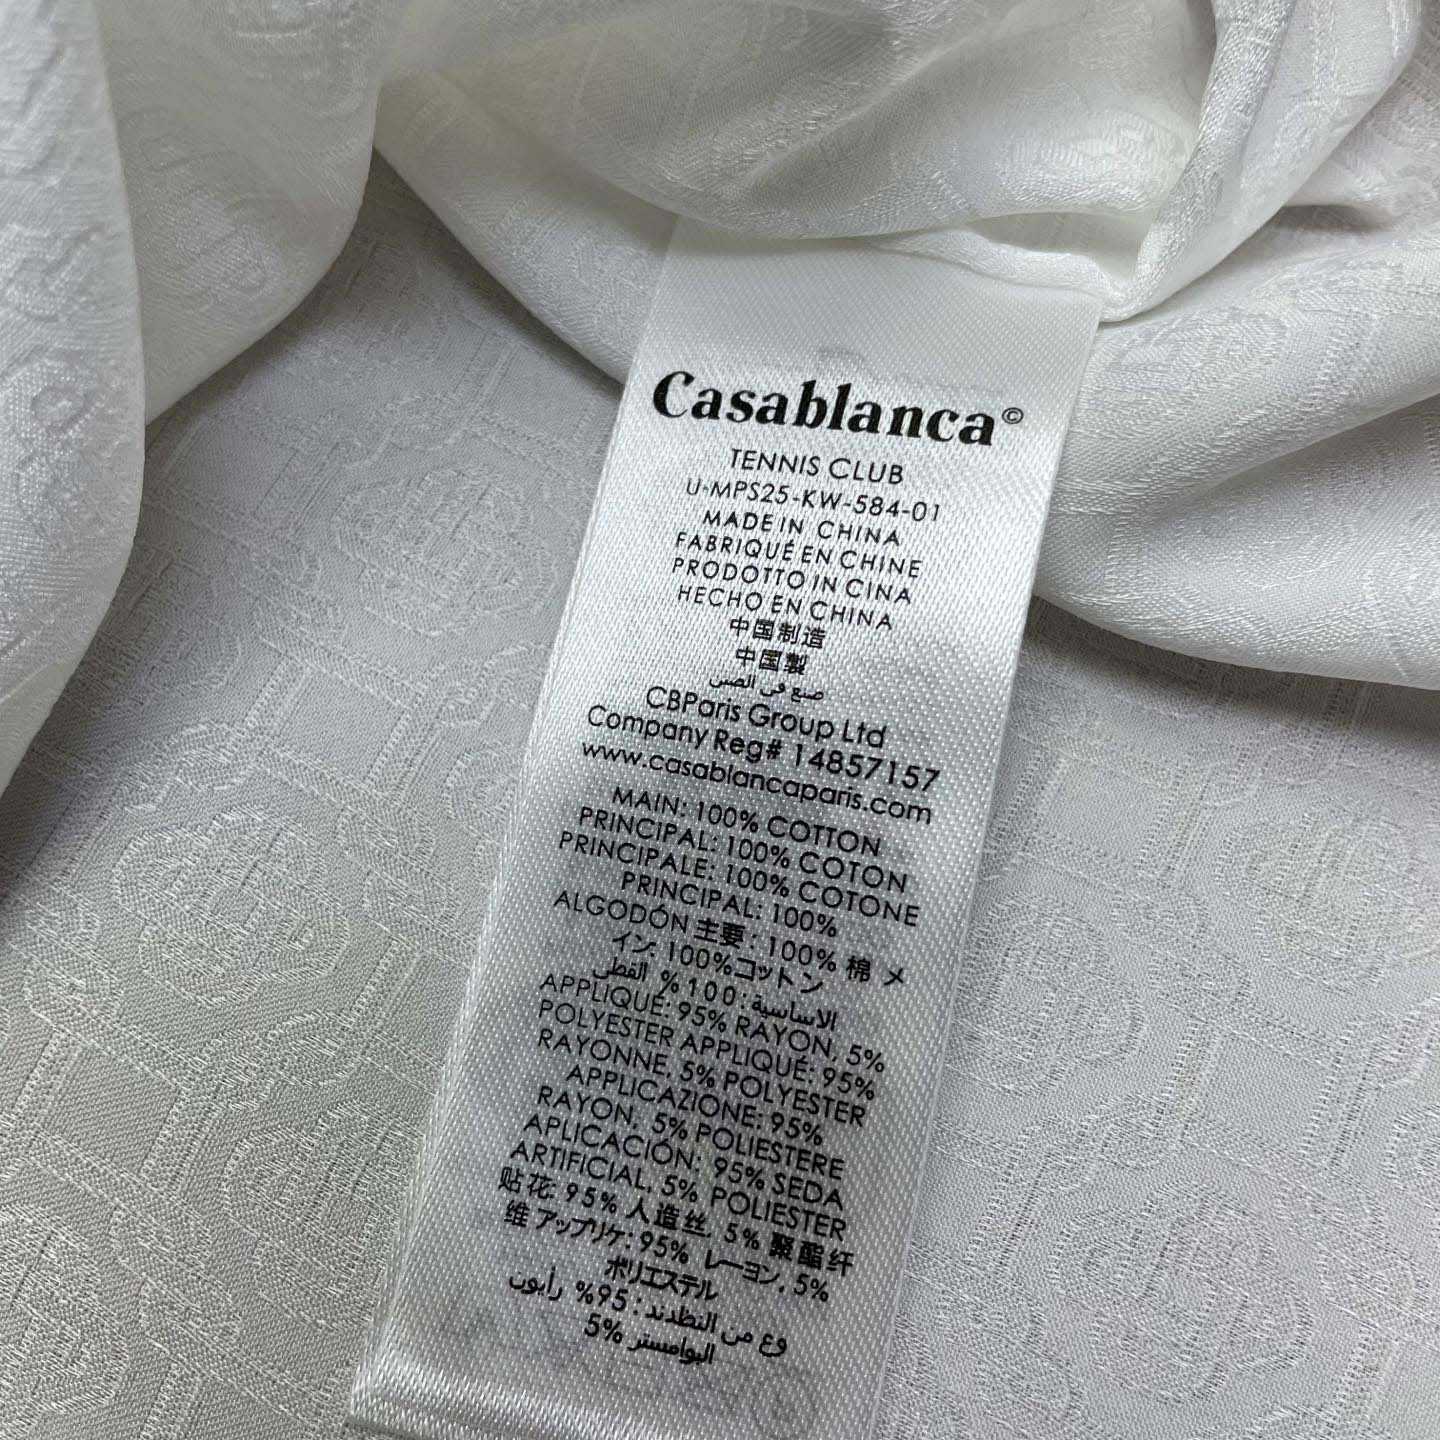 Casablanca©
TENNIS CLUB
U-MPS25-KW-584-01
MADE IN CHINA
FABRIQUÉ EN CHINE
PRODOTTO IN CINA
HECHO EN CHINA
中国制造
中国製
صنع في الصس
CBParis Group Ltd
Company Reg# 14857157
www.casablancaparis.com
MAIN: 100% COTTON
PRINCIPAL: 100% COTON
PRINCIPALE: 100% COTONE
PRINCIPAL: 100%
ALGODÓN 主要: 100% 棉 メ
イン: 100%コットン
الاساسية: 100% القطن
APPLIQUE: 95% RAYON, 5%
POLYESTER APPLIQUÉ: 95%
RAYONNE, 5% POLYESTER
APPLICAZIONE: 95%
RAYON, 5% POLIESTERE
APLICACIÓN: 95% SEDA
ARTIFICIAL, 5% POLIESTER
贴花: 95% 人造丝, 5% 聚酯纤
维 アップリケ: 95% レーヨン, 5%
ポリエステル
وع من النظدند: 95% رأيون
5% البوامستر